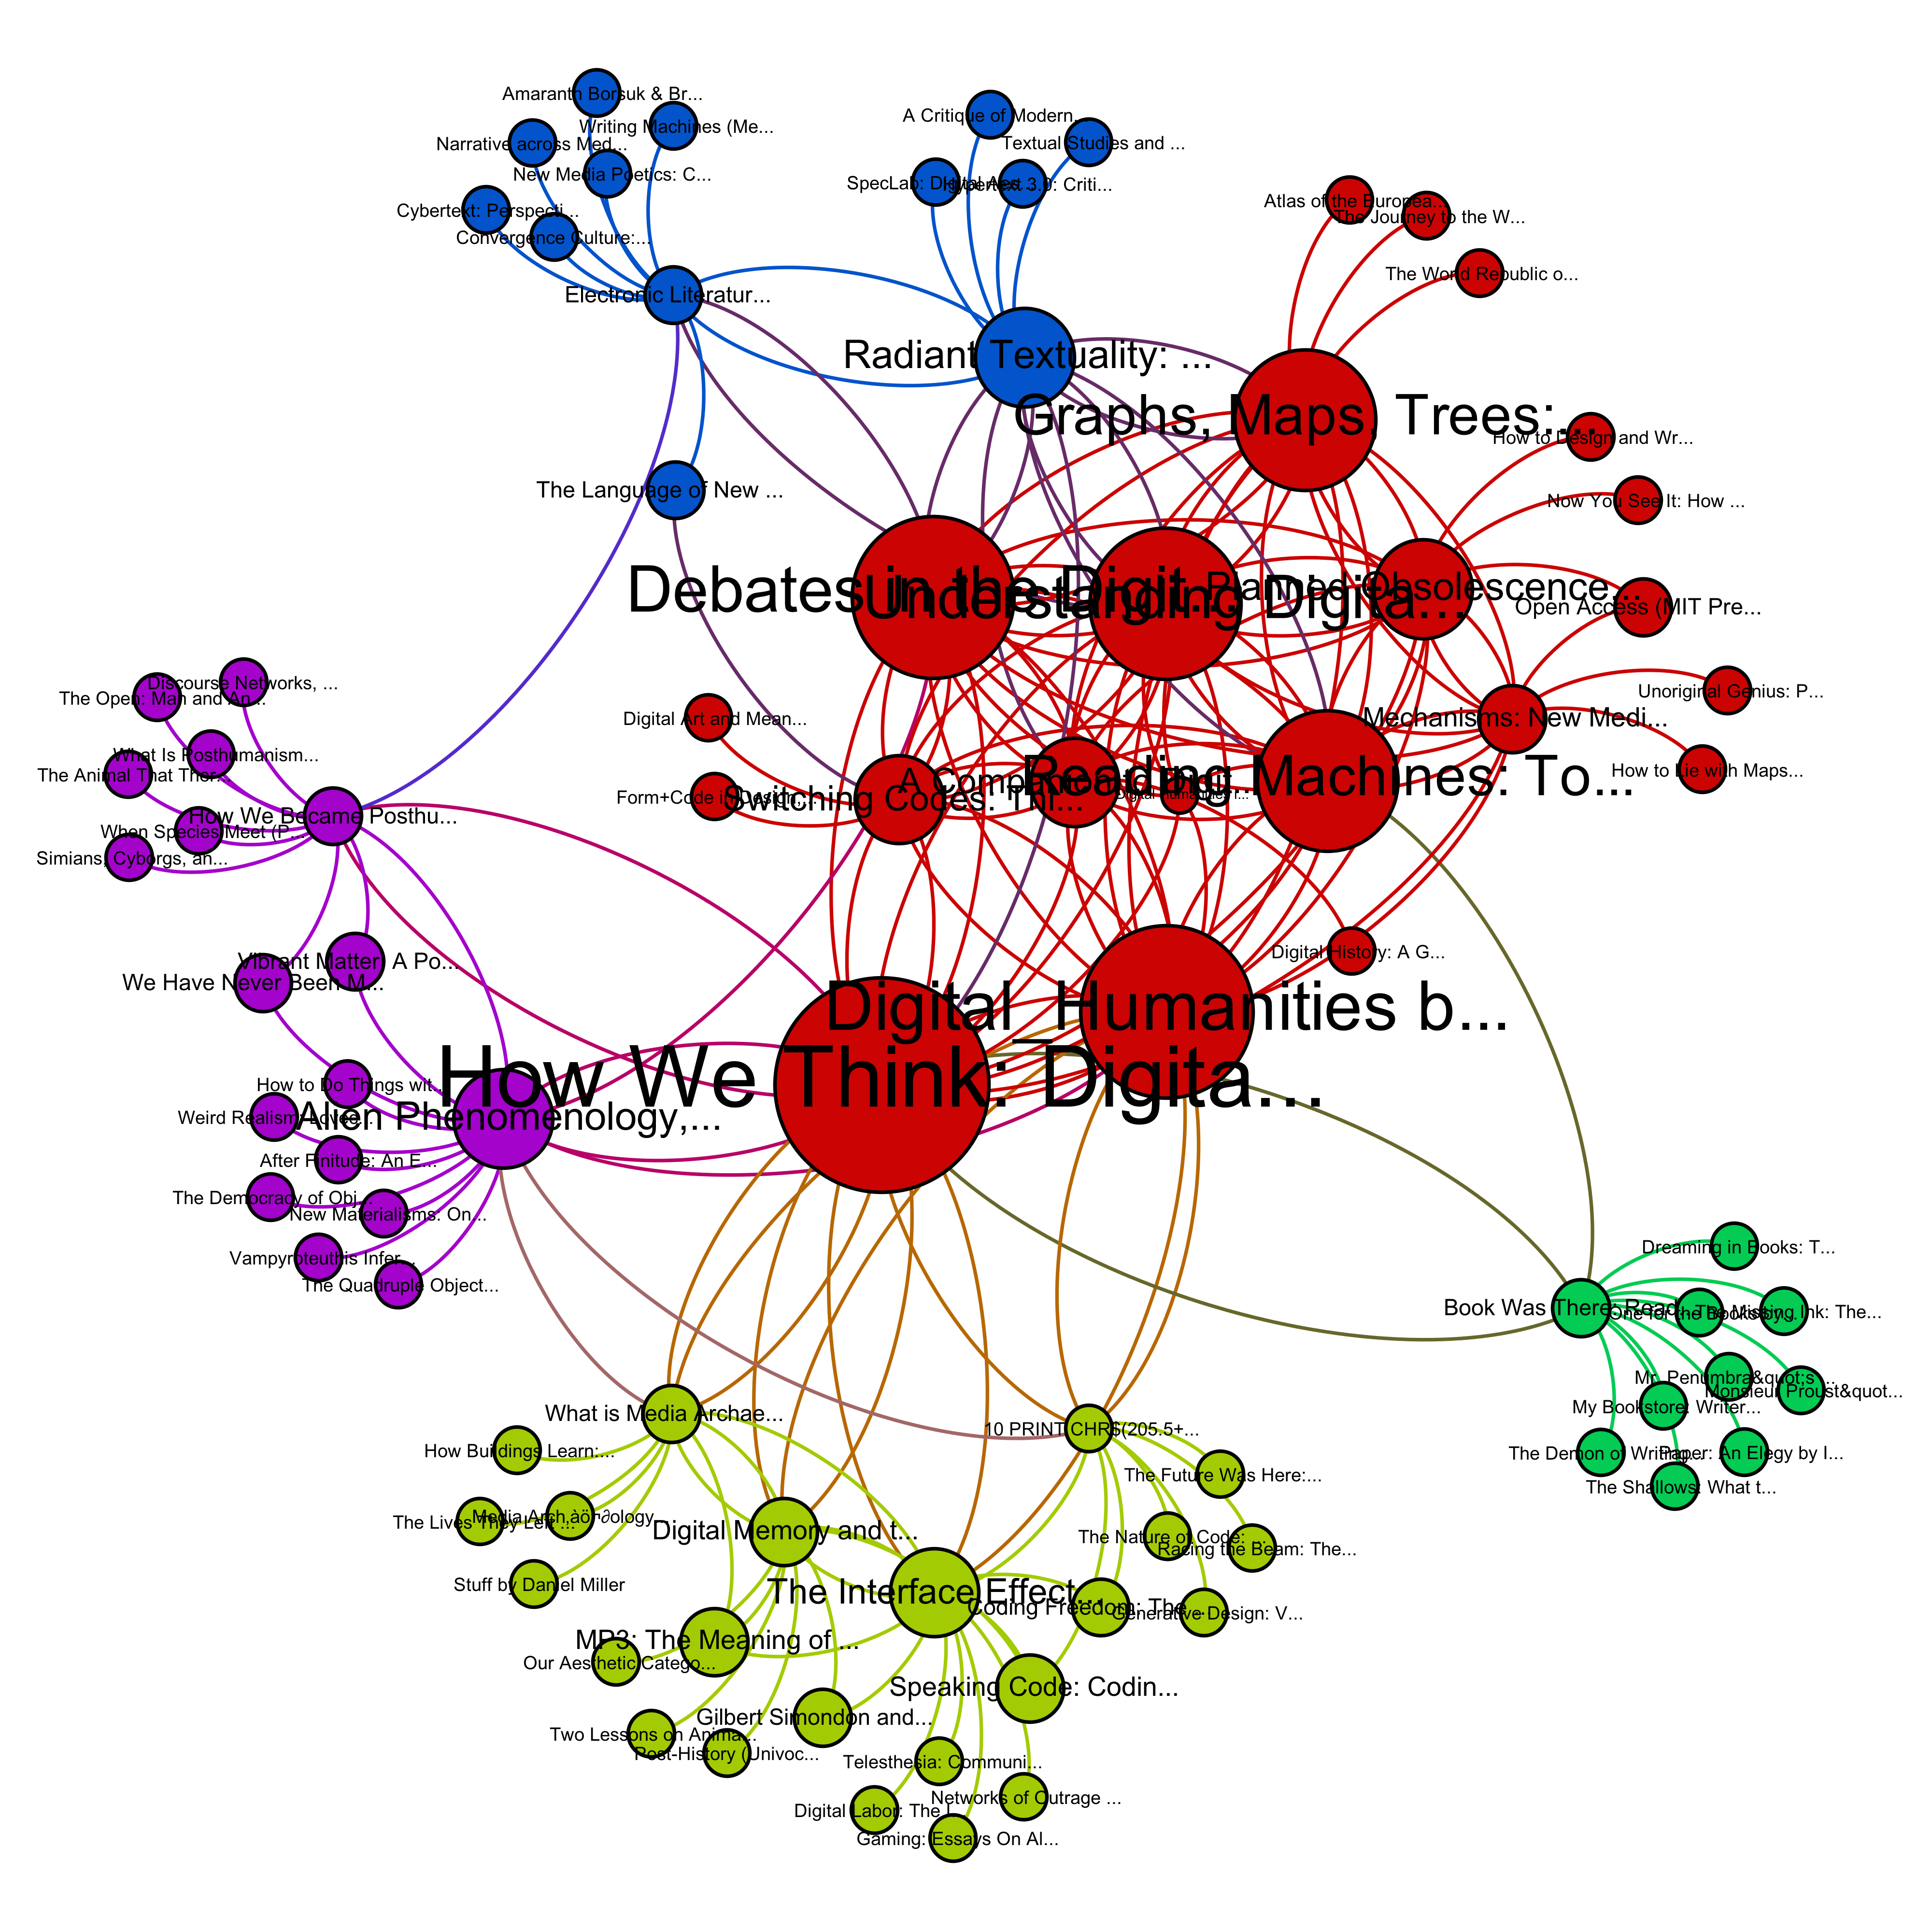 Amaranth Borsuk & Br...
Writing Machines (Me...
Narrative across Med...
New Media Poetics: C...
Cybertext: Perspecti...
Convergence Culture:...
Electronic Literatur...
A Critique of Modern...
Textual Studies and ...
SpecLab: Digital Aes...
Hypertext 3.0: Criti...
Atlas of the Europea...
The Journey to the W...
The World Republic o...
Radiant Textuality: ...
Graphs, Maps, Trees:...
How to Design and Wr...
The Language of New ...
Now You See It: How ...
Debates in the Digit...
Understanding Digita...
Planned Obsolescence...
Open Access (MIT Pre...
Discourse Networks, ...
The Open: Man and An...
Unoriginal Genius: P...
Digital Art and Mean...
Mechanisms: New Medi...
What Is Posthumanism...
The Animal That Ther...
How to Lie with Maps...
Form+Code in Design,...
Switching Codes: Thi...
A Companion to Digit...
Reading Machines: To...
Digital Humanities i...
How We Became Posthu...
When Species Meet (P...
Simians, Cyborgs, an...
Digital History: A G...
Vibrant Matter: A Po...
We Have Never Been M...
Digital_Humanities b...
How We Think: Digita...
How to Do Things wit...
Weird Realism: Lovec...
Alien Phenomenology,...
After Finitude: An E...
The Democracy of Obj...
New Materialisms: On...
Vampyroteuthis Infer...
The Quadruple Object...
Dreaming in Books: T...
Book Was There: Read...
One for the Books by...
The Missing Ink: The...
Mr. Penumbra&quot;s ...
Monsieur Proust&quot...
My Bookstore: Writer...
The Demon of Writing...
Paper: An Elegy by I...
The Shallows: What t...
What is Media Archae...
10 PRINT CHR$(205.5+...
How Buildings Learn:...
The Future Was Here:...
The Lives They Left ...
Media Arch‚àö¬∂ology...
Digital Memory and t...
The Nature of Code: ...
Racing the Beam: The...
Stuff by Daniel Miller
The Interface Effect...
Coding Freedom: The ...
Generative Design: V...
MP3: The Meaning of ...
Our Aesthetic Catego...
Speaking Code: Codin...
Gilbert Simondon and...
Two Lessons on Anima...
Post-History (Univoc...
Telesthesia: Communi...
Networks of Outrage ...
Digital Labor: The I...
Gaming: Essays On Al...